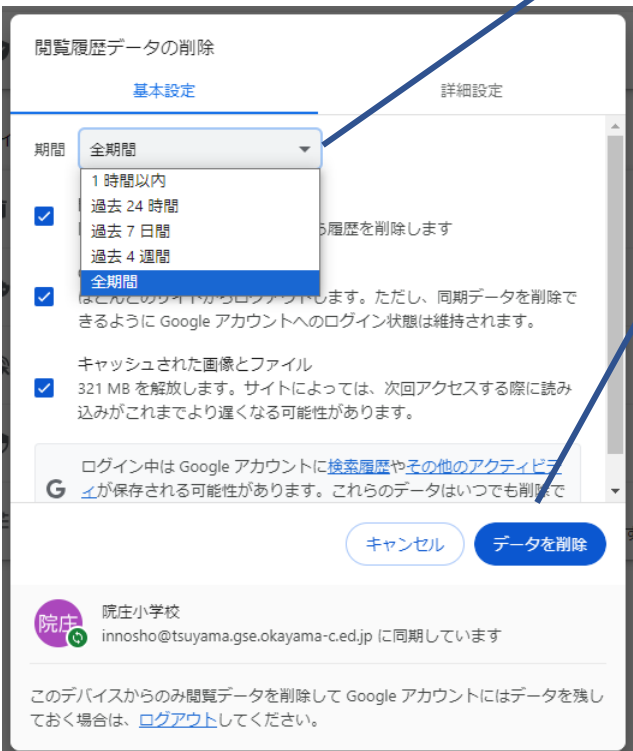 閲覧履歴データの削除
基本設定
詳細設定
期間 全期間
1 時間以内
過去 24 時間
過去 7 日間
過去 4 週間
全期間
履歴を削除します
ほとんどのサイトからログアウトします。ただし、同期データを削除で
きるように Google アカウントへのログイン状態は維持されます。
キャッシュされた画像とファイル
321 MB を解放します。サイトによっては、次回アクセスする際に読み
込みがこれまでより遅くなる可能性があります。
ログイン中は Google アカウントに検索履歴やその他のアクティビテ
G ィが保存される可能性があります。これらのデータはいつでも削除で
キャンセル
データを削除
院庄
院庄小学校
innosho@tsuyama.gse.okayama-c.ed.jp に同期しています
このデバイスからのみ閲覧データを削除して Google アカウントにはデータを残し
ておく場合は、ログアウトしてください。